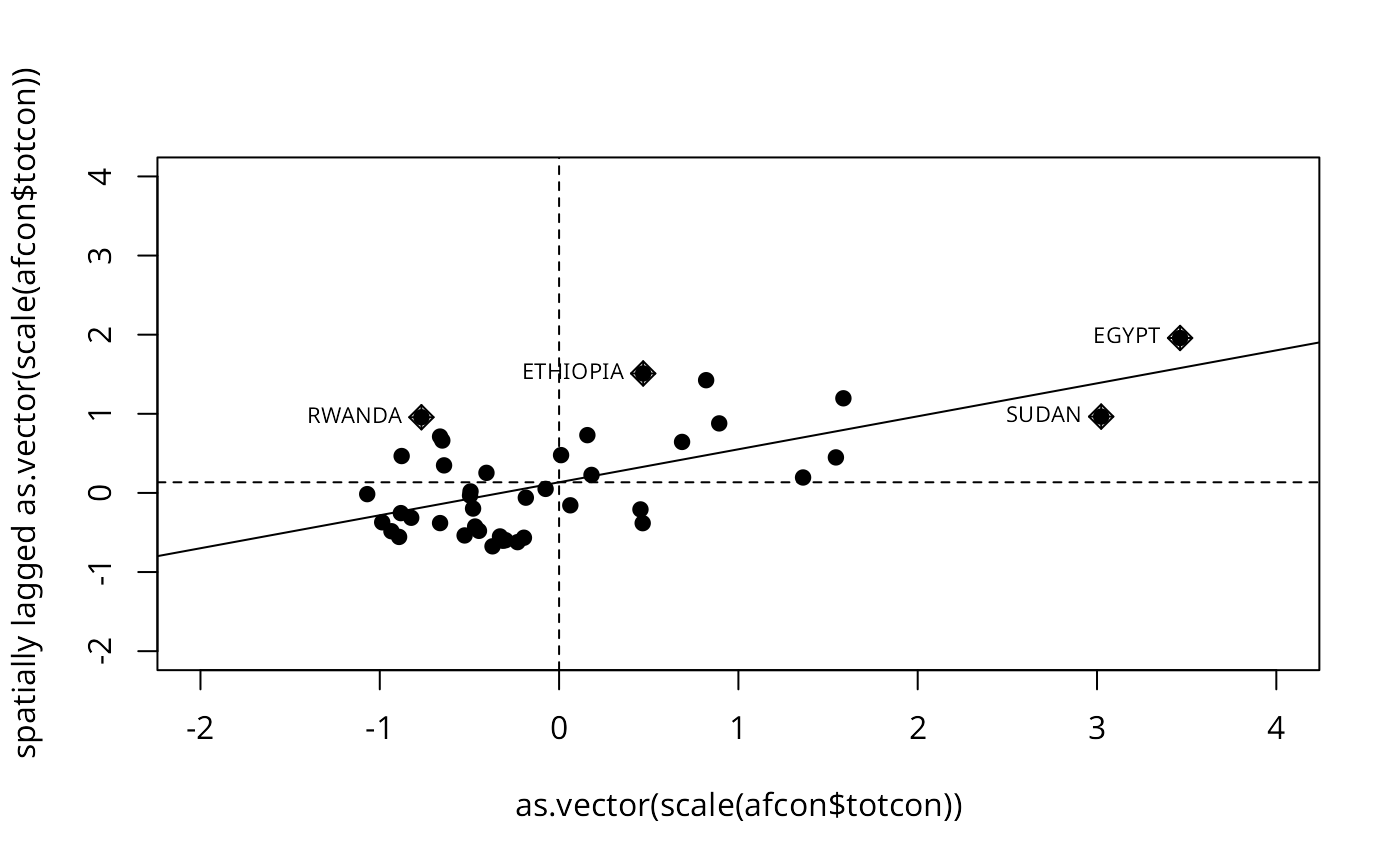 spatially lagged as.vector(scale(afcon$totcon))
4
3
2
1
0
-1
-2
EGYPT
ETHIOPIA
RWANDA
SUDAN
-2
-1
0
1
2
3
4
as.vector(scale(afcon$totcon))